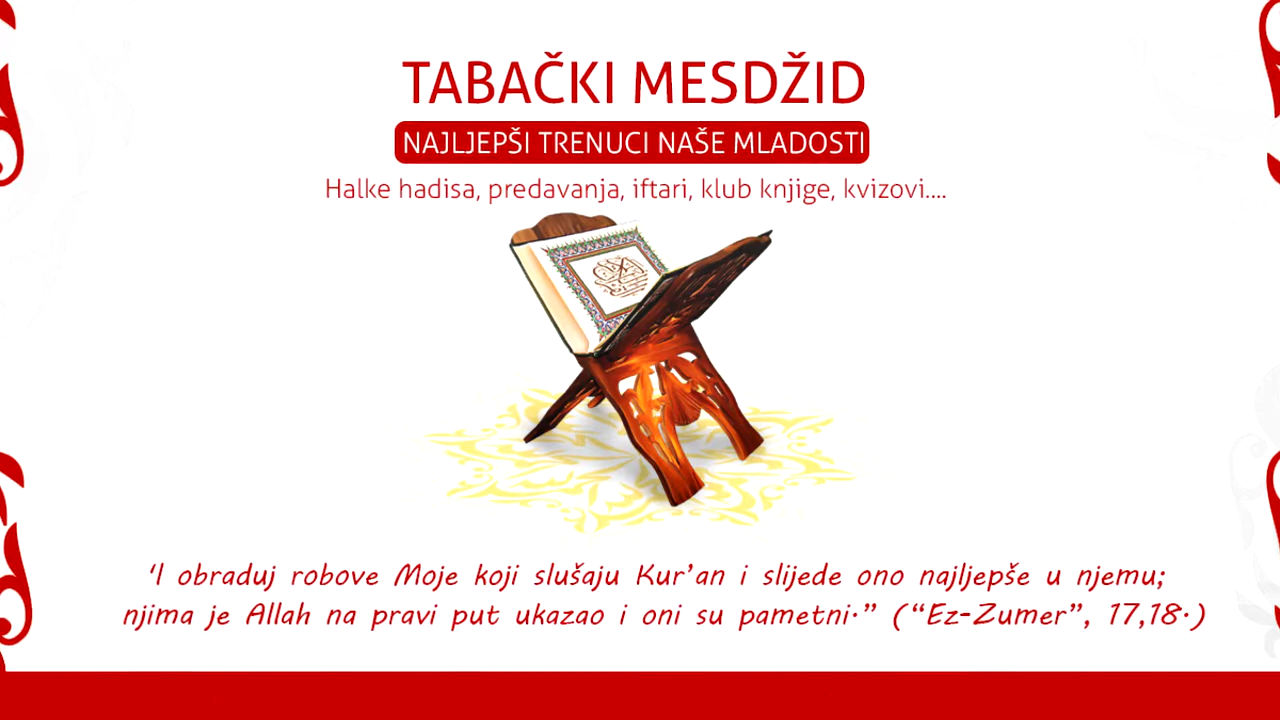 TABAČKI MESDŽID
NAJLJEPŠI TRENUCI NAŠE MLADOSTI
Halke hadisa, predavanja, iftari, klub knjige, kvizovi....
‘I obraduj robove Moje koji slušaju Kur’an i slijede ono najljepše u njemu;
njima je Allah na pravi put ukazao i oni su pametni.” (“Ez-Zumer”, 17,18.)